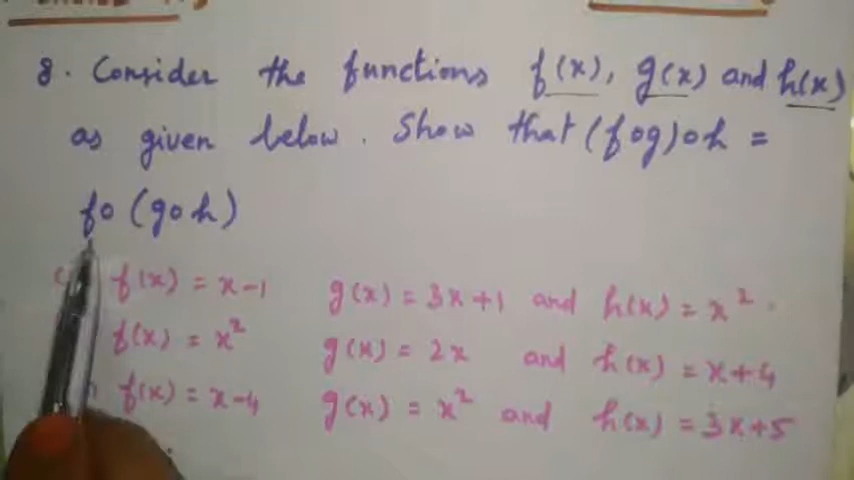 8. Consider the functions f(x), g(x) and h(x)
as given below. Show that (fog)oh =
fo(goh)
f(x) = x-1 g(x) = 3x+1 and h(x) = x².
f(x) = x² g(x) = 2x and h(x) = x+4
f(x) = x-4 g(x) = x² and h(x) = 3x+5